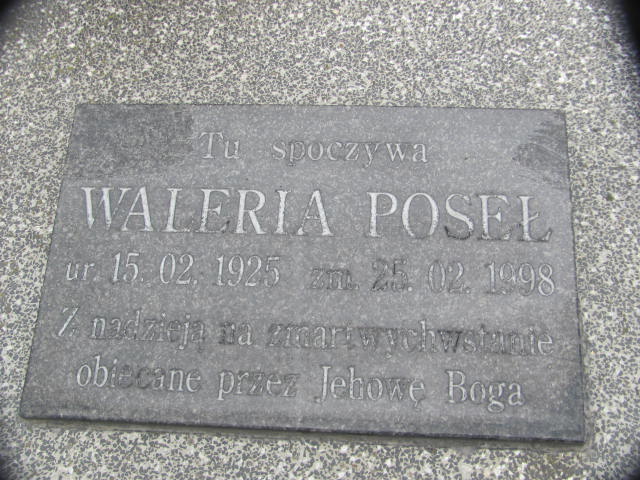 Tu spoczywa
WALERIA POSEŁ
ur. 15. 02. 1925 zm. 25. 02. 1998
Z nadzieją na zmartwychwstanie
obiecane przez Jehowę Boga